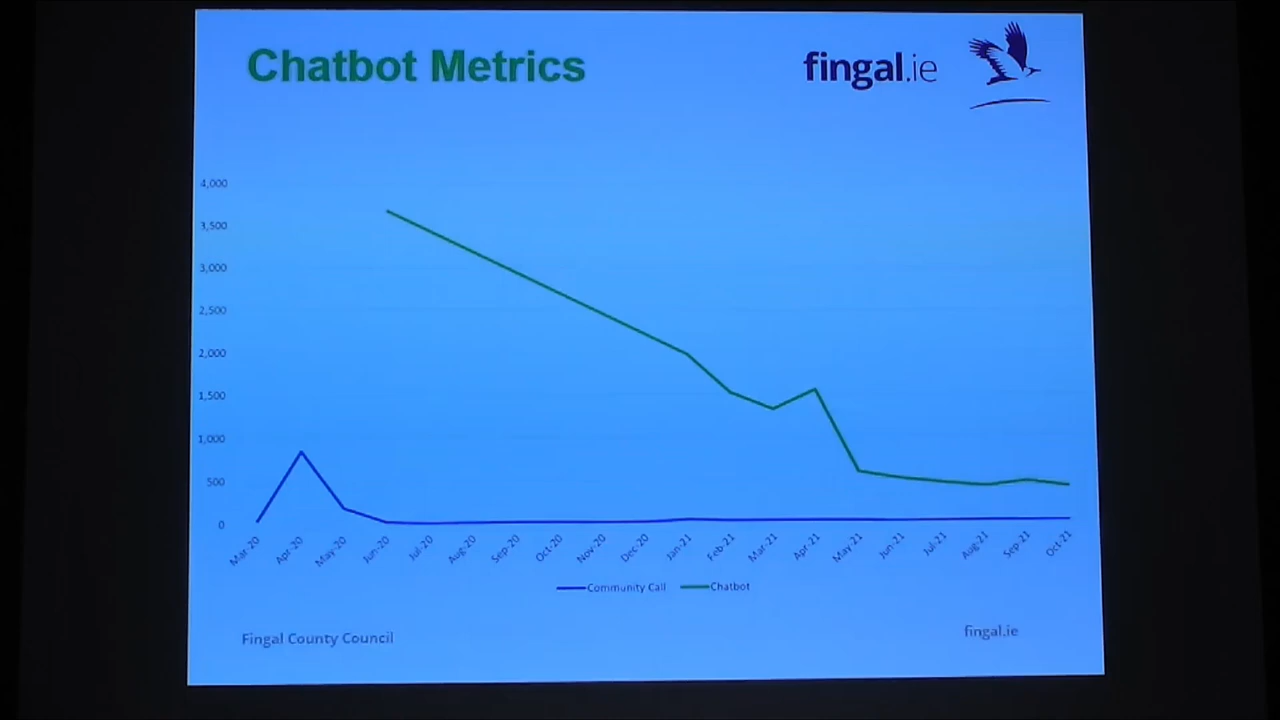 Chatbot Metrics
fingal.ie
4,000
3,500
3,000
2,500
2,000
1,500
1,000
500
0
Mar-20
Apr-20
May-20
Jun-20
Jul-20
Aug-20
Sep-20
Oct-20
Nov-20
Dec-20
Jan-21
Feb-21
Mar-21
Apr-21
May-21
Jun-21
Jul-21
Aug-21
Sep-21
Oct-21
Community Call Chatbot
Fingal County Council
fingal.ie